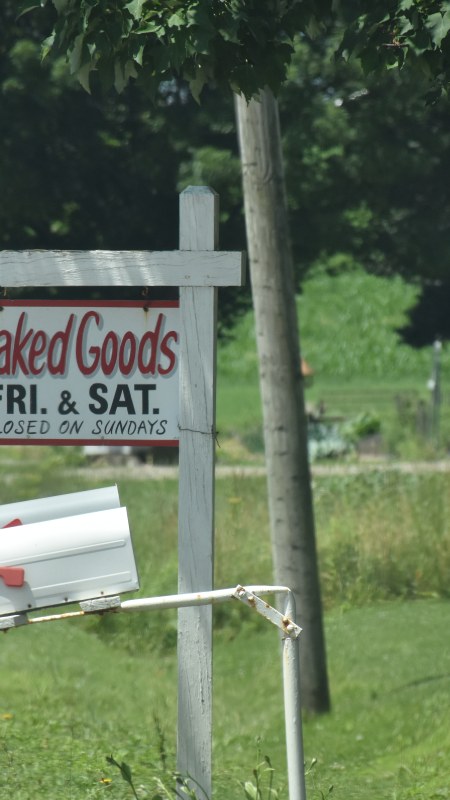 aked Goods
FRI. & SAT.
LOSED ON SUNDAYS